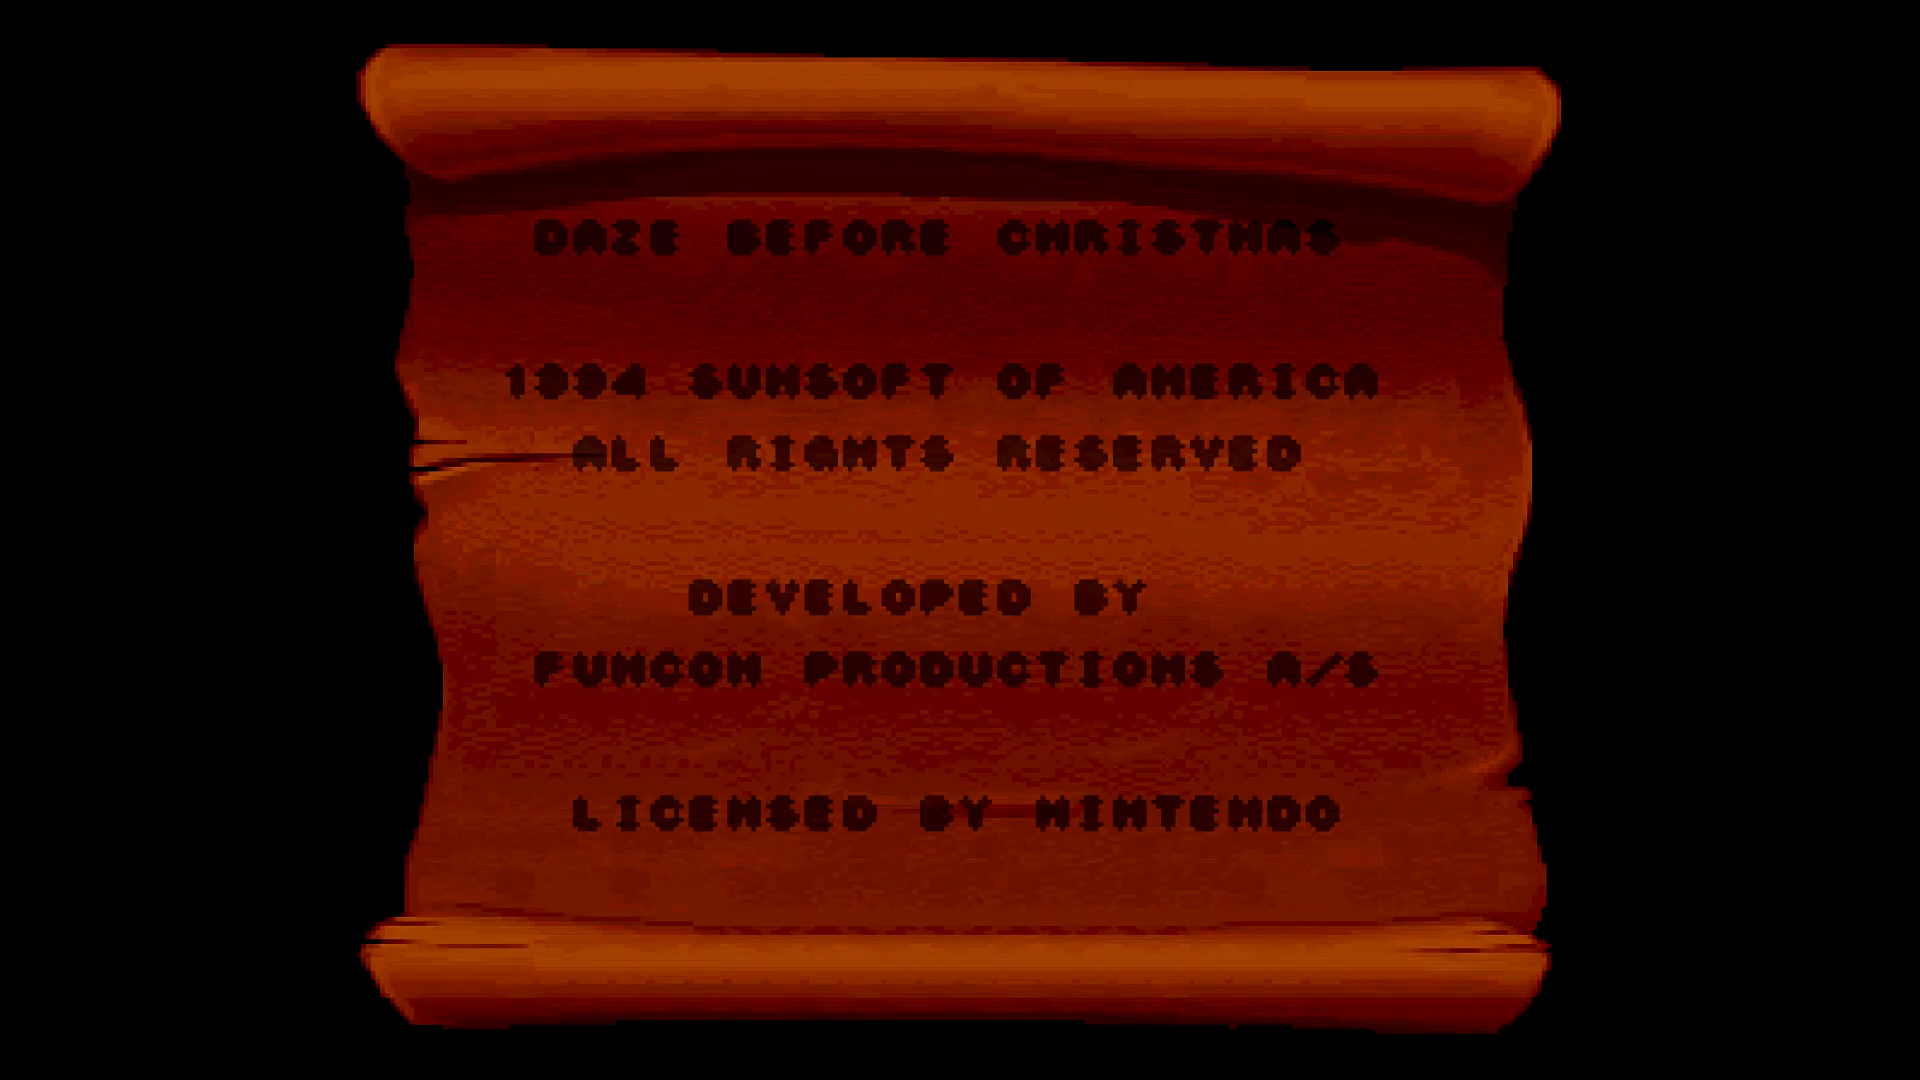 DAZE BEFORE CHRISTMAS
1994 SUNSOFT OF AMERICA
ALL RIGHTS RESERVED
DEVELOPED BY
FUNCOM PRODUCTIONS A/S
LICENSED BY NINTENDO